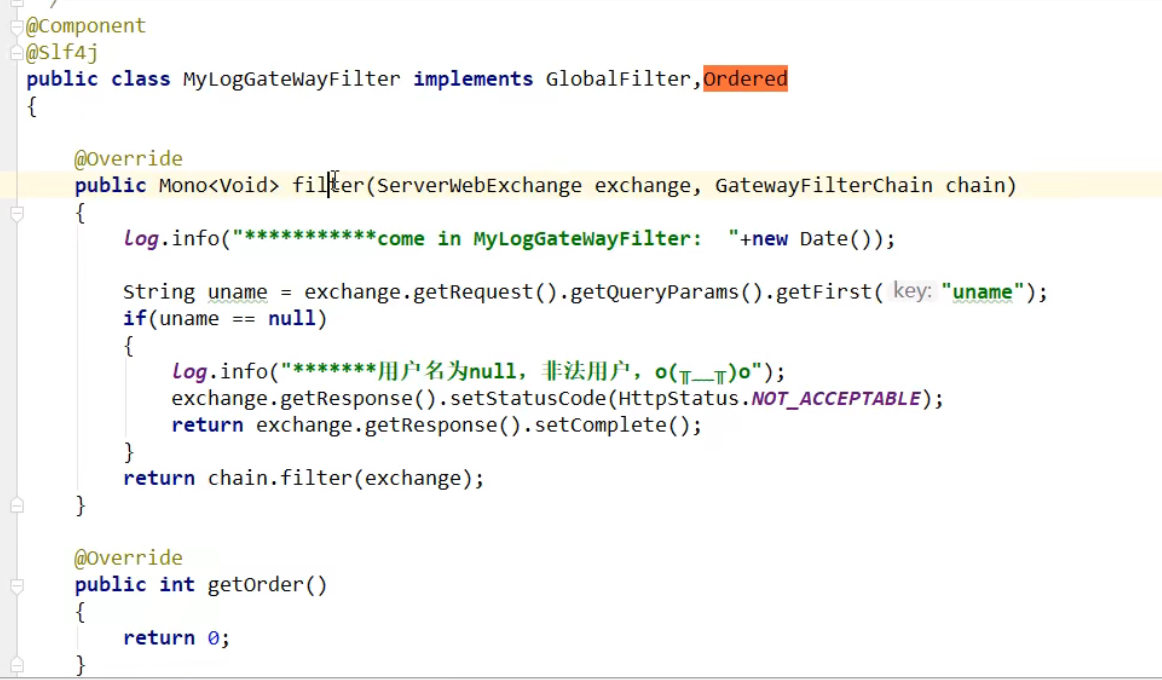 @Component
@Slf4j
public class MyLogGateWayFilter implements GlobalFilter,Ordered
{
@Override
public Mono<Void> filter(ServerWebExchange exchange, GatewayFilterChain chain)
{
log.info("***********come in MyLogGateWayFilter:  "+new Date());
String uname = exchange.getRequest().getQueryParams().getFirst( key: "uname");
if(uname == null)
{
log.info("*******用户名为null，非法用户，o(╥﹏╥)o");
exchange.getResponse().setStatusCode(HttpStatus.NOT_ACCEPTABLE);
return exchange.getResponse().setComplete();
}
return chain.filter(exchange);
}
@Override
public int getOrder()
{
return 0;
}